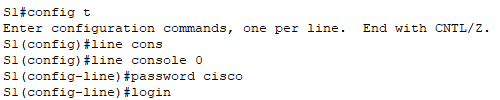 S1#config t
Enter configuration commands, one per line.  End with CNTL/Z.
S1(config)#line cons
S1(config)#line console 0
S1(config-line)#password cisco
S1(config-line)#login